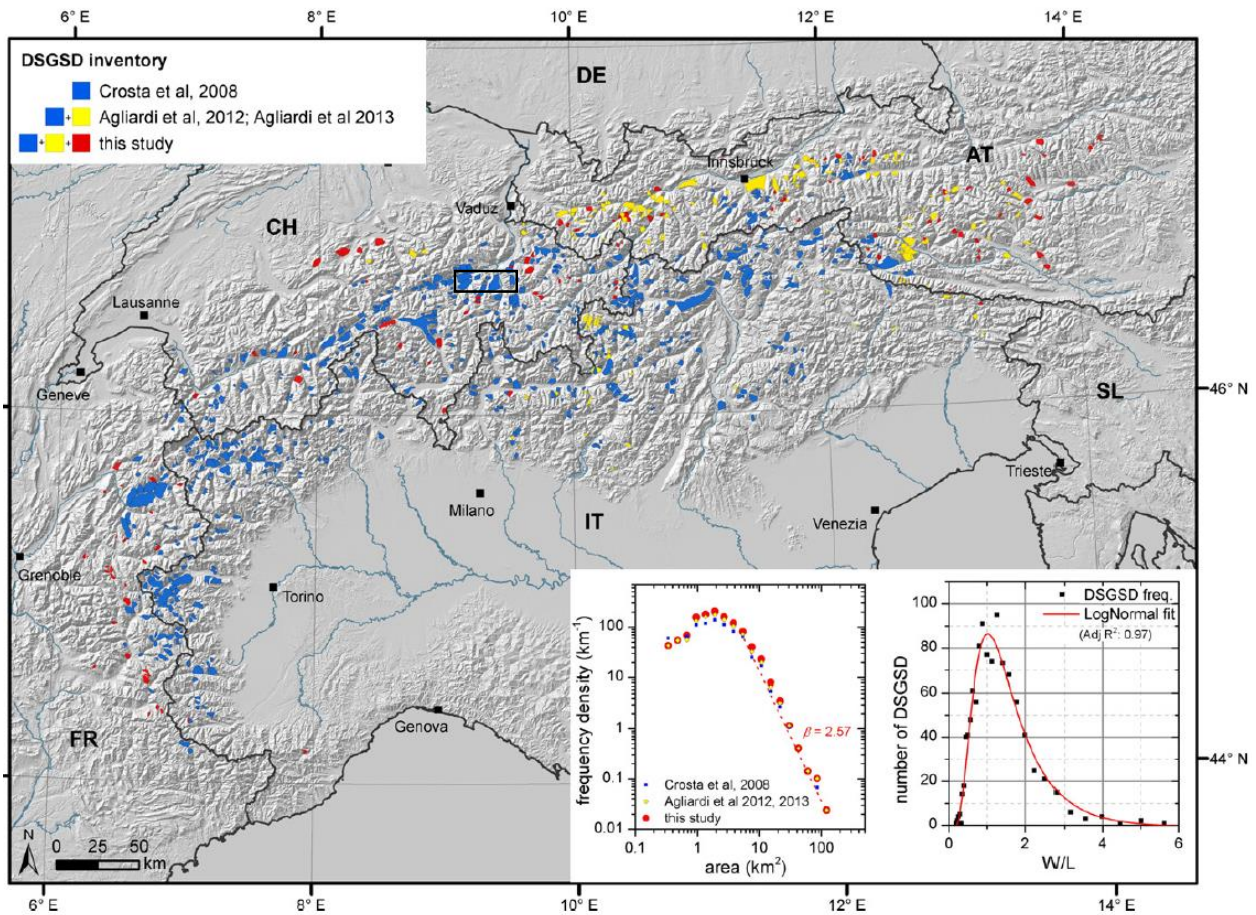 6° E 8° E 10° E 12° E 14° E
DSGSD inventory
Crosta et al, 2008
+ Agliardi et al, 2012; Agliardi et al 2013
+ + this study
DE
AT
Innsbruck
Vaduz
CH
Lausanne
Geneve
46° N
SL
Trieste
Milano
IT
Venezia
Grenoble
Torino
Genova
FR
44° N
N
0 25 50
km
frequency density (km⁻¹)
100
10
1
0.1
0.01
β = 2.57
Crosta et al, 2008
Agliardi et al 2012, 2013
this study
0.1 1 10 100
area (km²)
number of DSGSD
100
80
60
40
20
0
DSGSD freq.
LogNormal fit
(Adj R²: 0.97)
0 2 4 6
W/L
6° E 8° E 10° E 12° E 14° E